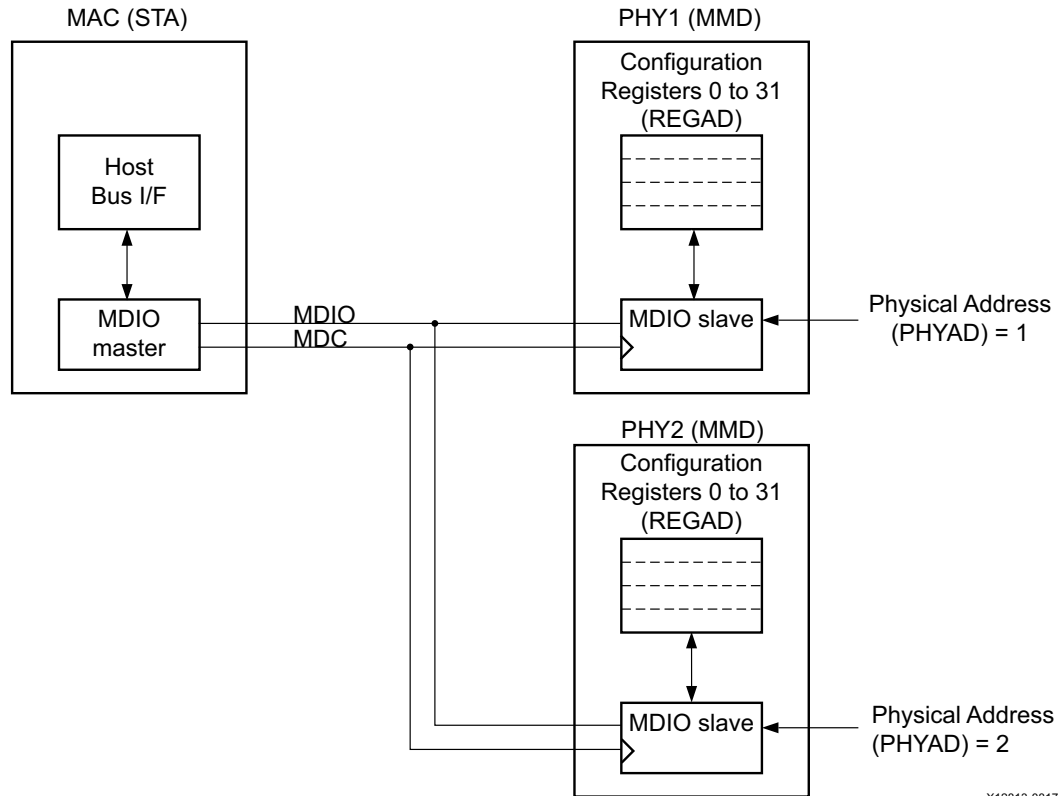 MAC (STA)
Host
Bus I/F
MDIO
master
MDIO
MDC
PHY1 (MMD)
Configuration
Registers 0 to 31
(REGAD)
MDIO slave
Physical Address
(PHYAD) = 1
PHY2 (MMD)
Configuration
Registers 0 to 31
(REGAD)
MDIO slave
Physical Address
(PHYAD) = 2